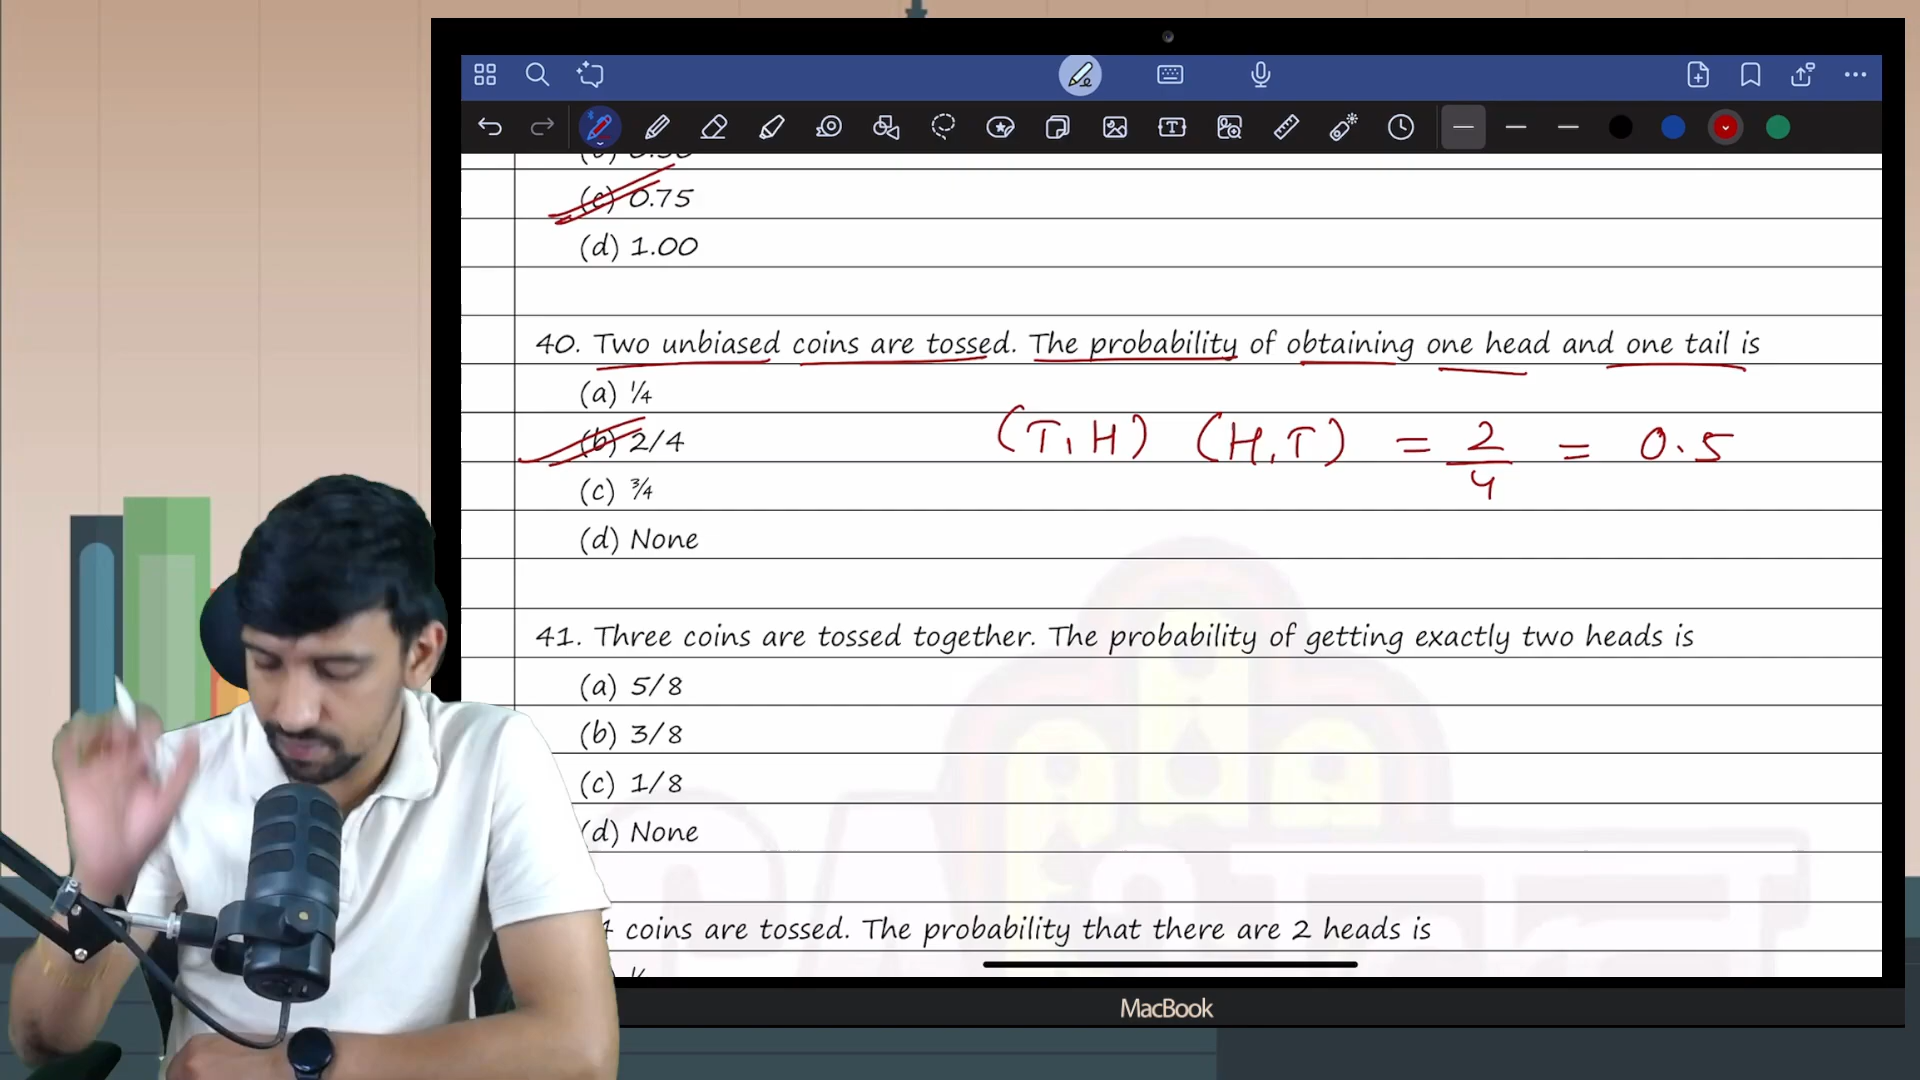 (c) 0.75
(d) 1.00
40. Two unbiased coins are tossed. The probability of obtaining one head and one tail is
(a) ¼
(b) 2/4
(T, H) (H, T) = 2/4 = 0.5
(c) ¾
(d) None
41. Three coins are tossed together. The probability of getting exactly two heads is
(a) 5/8
(b) 3/8
(c) 1/8
(d) None
coins are tossed. The probability that there are 2 heads is
MacBook